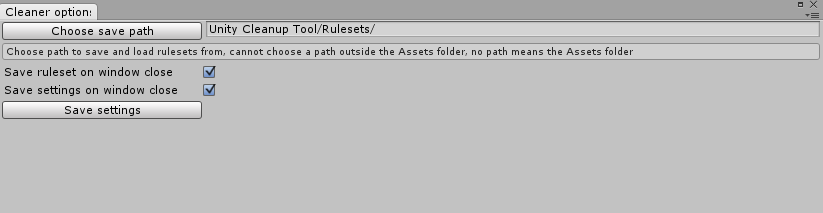 Cleaner option
Choose save path Unity Cleanup Tool/Rulesets/
Choose path to save and load rulesets from, cannot choose a path outside the Assets folder, no path means the Assets folder
Save ruleset on window close
Save settings on window close
Save settings